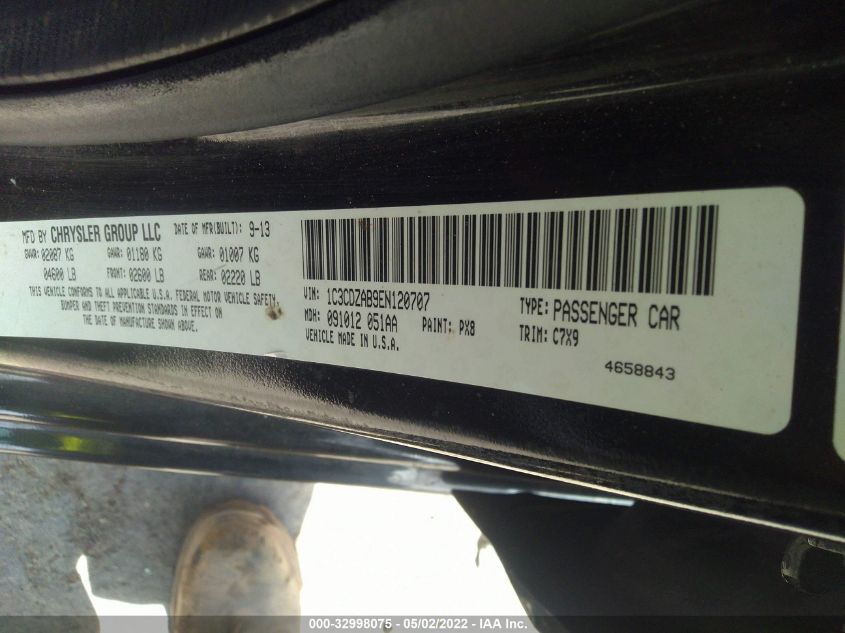 MFD BY CHRYSLER GROUP LLC DATE OF MFR(BUILT): 9-13
GVWR: 02087 KG GAWR: 01180 KG GAWR: 01007 KG
04600 LB FRONT: 02600 LB REAR: 02220 LB
THIS VEHICLE CONFORMS TO ALL APPLICABLE U.S.A. FEDERAL MOTOR VEHICLE SAFETY,
BUMPER AND THEFT PREVENTION STANDARDS IN EFFECT ON
THE DATE OF MANUFACTURE SHOWN ABOVE.
VIN: 1C3CDZAB9EN120707 TYPE: PASSENGER CAR
MDH: 091012 051AA PAINT: PX8 TRIM: C7X9
VEHICLE MADE IN U.S.A.
4658843
000-32998075 - 05/02/2022 - IAA Inc.